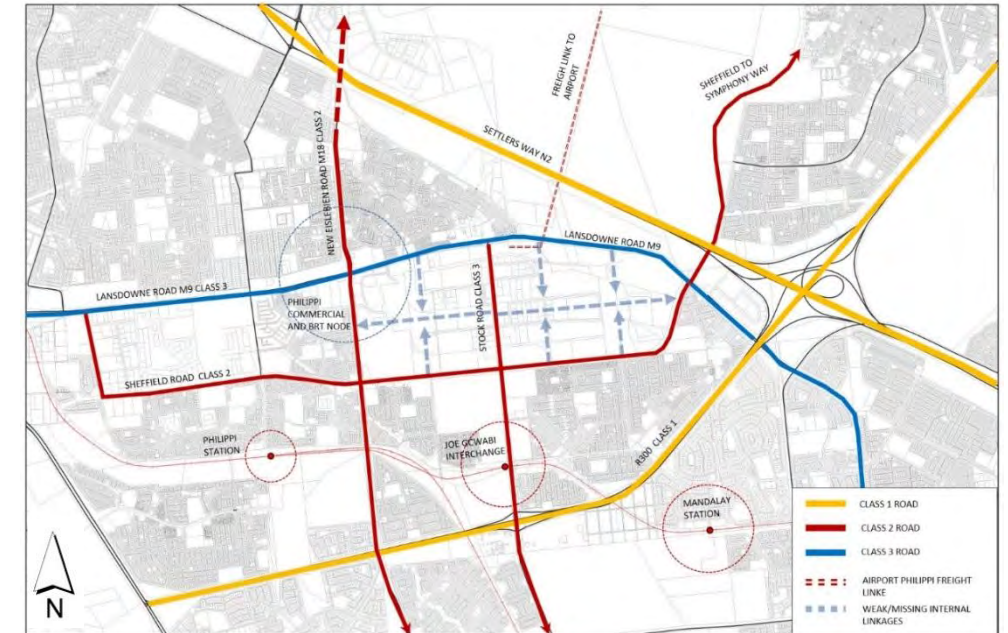 FREIGH LINK TO
AIRPORT
SHEFFIELD TO
SYMPHONY WAY
SETTLERS WAY N2
NEW EISLEBIEN ROAD M18 CLASS 2
LANSDOWNE ROAD M9
LANSDOWNE ROAD M9 CLASS 3
PHILIPPI
COMMERCIAL
AND BRT NODE
STOCK ROAD CLASS 3
SHEFFIELD ROAD CLASS 2
PHILIPPI
STATION
JOE GCWABI
INTERCHANGE
R300 CLASS 1
MANDALAY
STATION
N
CLASS 1 ROAD
CLASS 2 ROAD
CLASS 3 ROAD
AIRPORT PHILIPPI FREIGHT
LINKE
WEAK/MISSING INTERNAL
LINKAGES